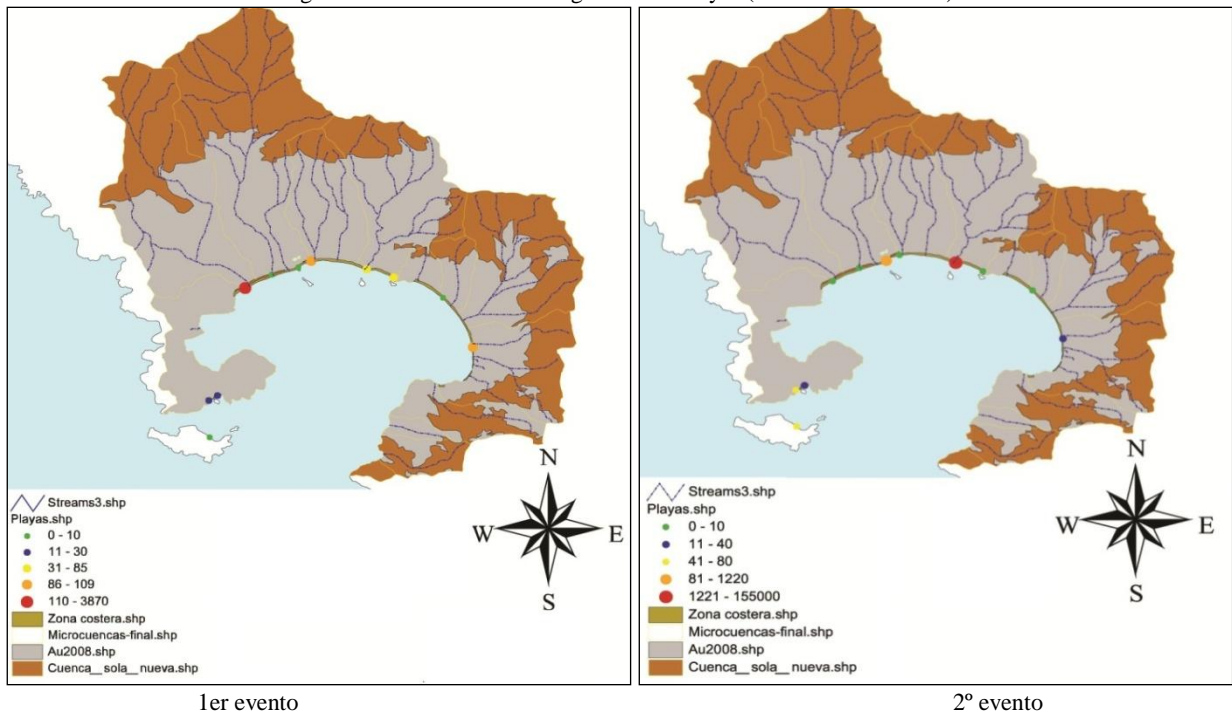 N
W E
S
Streams3.shp
Playas.shp
0 - 10
11 - 30
31 - 85
86 - 109
110 - 3870
Zona costera.shp
Microcuencas-final.shp
Au2008.shp
Cuenca__sola__nueva.shp
1er evento
N
W E
S
Streams3.shp
Playas.shp
0 - 10
11 - 40
41 - 80
81 - 1220
1221 - 155000
Zona costera.shp
Microcuencas-final.shp
Au2008.shp
Cuenca__sola__nueva.shp
2º evento